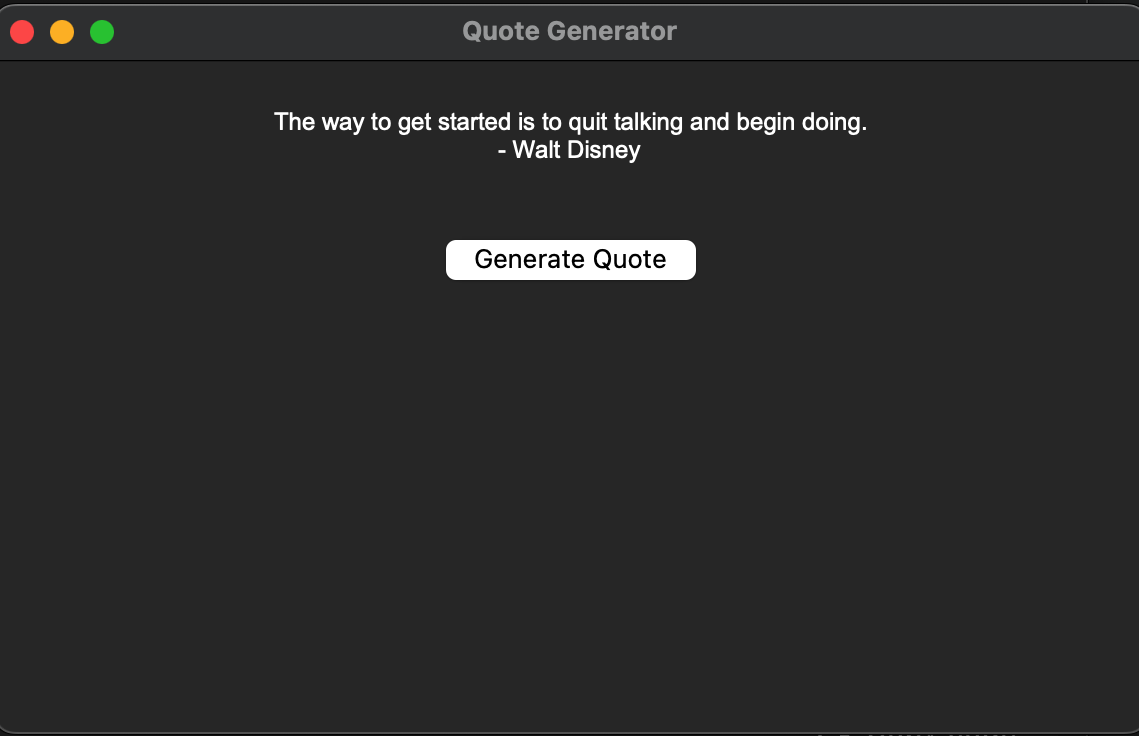 Quote Generator
The way to get started is to quit talking and begin doing.
- Walt Disney
Generate Quote